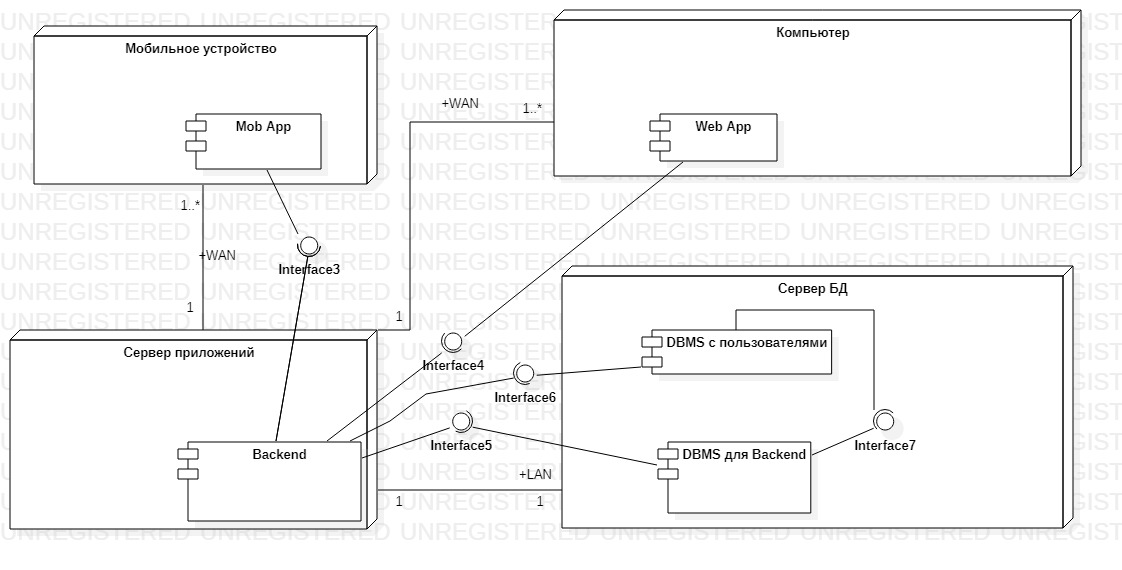 Мобильное устройство
Mob App
Компьютер
Web App
+WAN
1..*
1..*
+WAN
1
Interface3
1
Сервер приложений
Backend
Interface4
Interface6
Interface5
+LAN
1
1
Сервер БД
DBMS с пользователями
DBMS для Backend
Interface7
UNREGISTERED